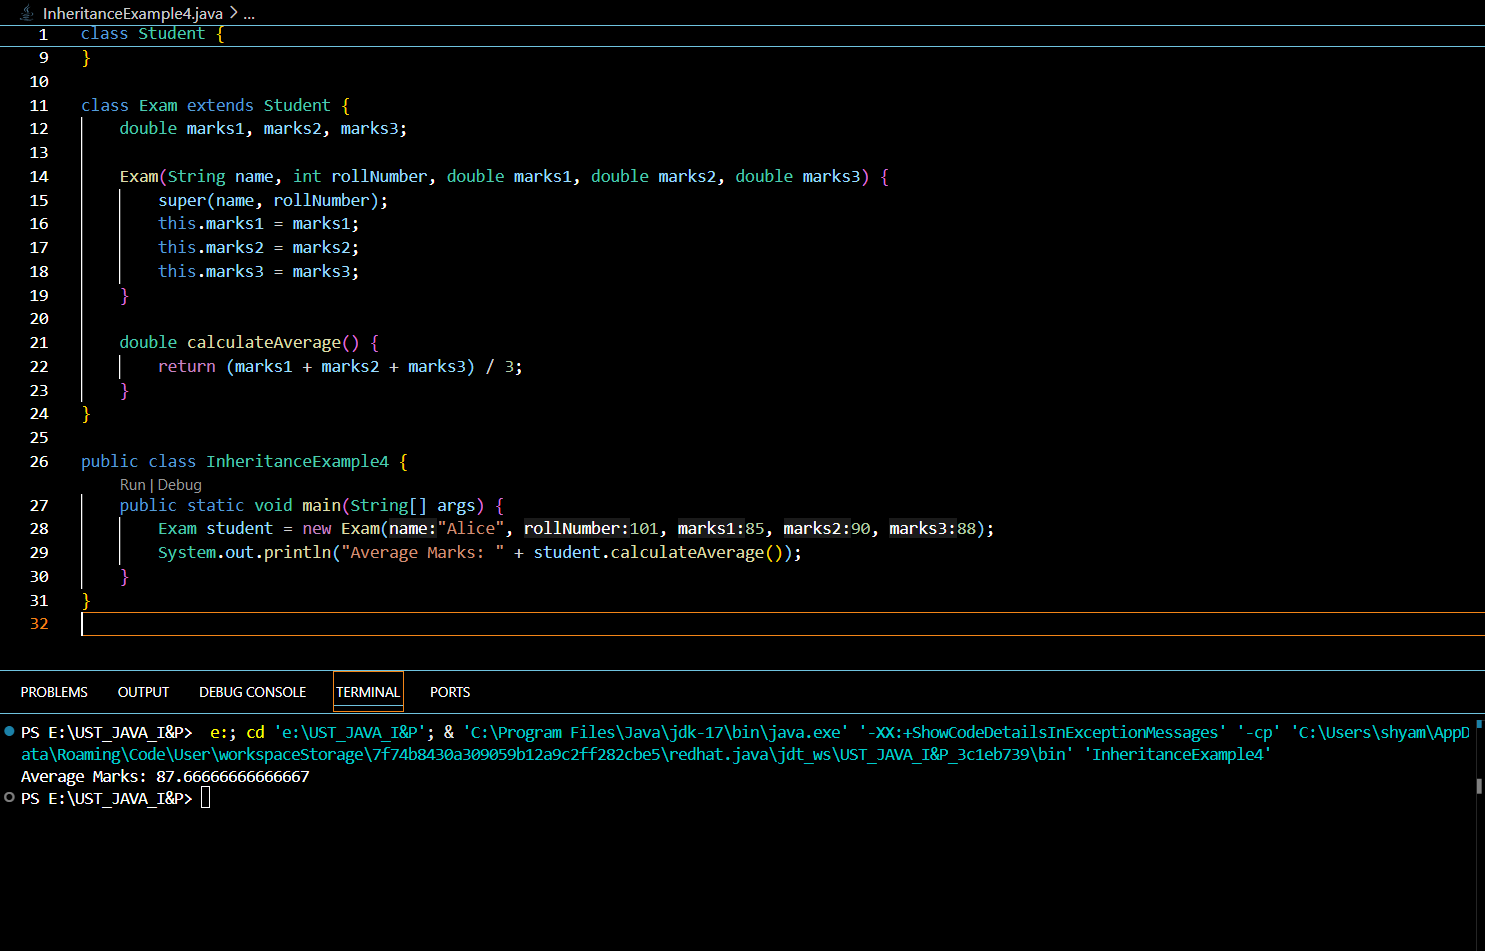 InheritanceExample4.java > ...
1 class Student {
9 }
10
11 class Exam extends Student {
12 double marks1, marks2, marks3;
13
14 Exam(String name, int rollNumber, double marks1, double marks2, double marks3) {
15 super(name, rollNumber);
16 this.marks1 = marks1;
17 this.marks2 = marks2;
18 this.marks3 = marks3;
19 }
20
21 double calculateAverage() {
22 return (marks1 + marks2 + marks3) / 3;
23 }
24 }
25
26 public class InheritanceExample4 {
Run | Debug
27 public static void main(String[] args) {
28 Exam student = new Exam(name:"Alice", rollNumber:101, marks1:85, marks2:90, marks3:88);
29 System.out.println("Average Marks: " + student.calculateAverage());
30 }
31 }
32
PROBLEMS OUTPUT DEBUG CONSOLE TERMINAL PORTS
PS E:\UST_JAVA_I&P> e:; cd 'e:\UST_JAVA_I&P'; & 'C:\Program Files\Java\jdk-17\bin\java.exe' '-XX:+ShowCodeDetailsInExceptionMessages' '-cp' 'C:\Users\shyam\AppD
ata\Roaming\Code\User\workspaceStorage\7f74b8430a309059b12a9c2ff282cbe5\redhat.java\jdt_ws\UST_JAVA_I&P_3c1eb739\bin' 'InheritanceExample4'
Average Marks: 87.66666666666667
PS E:\UST_JAVA_I&P>